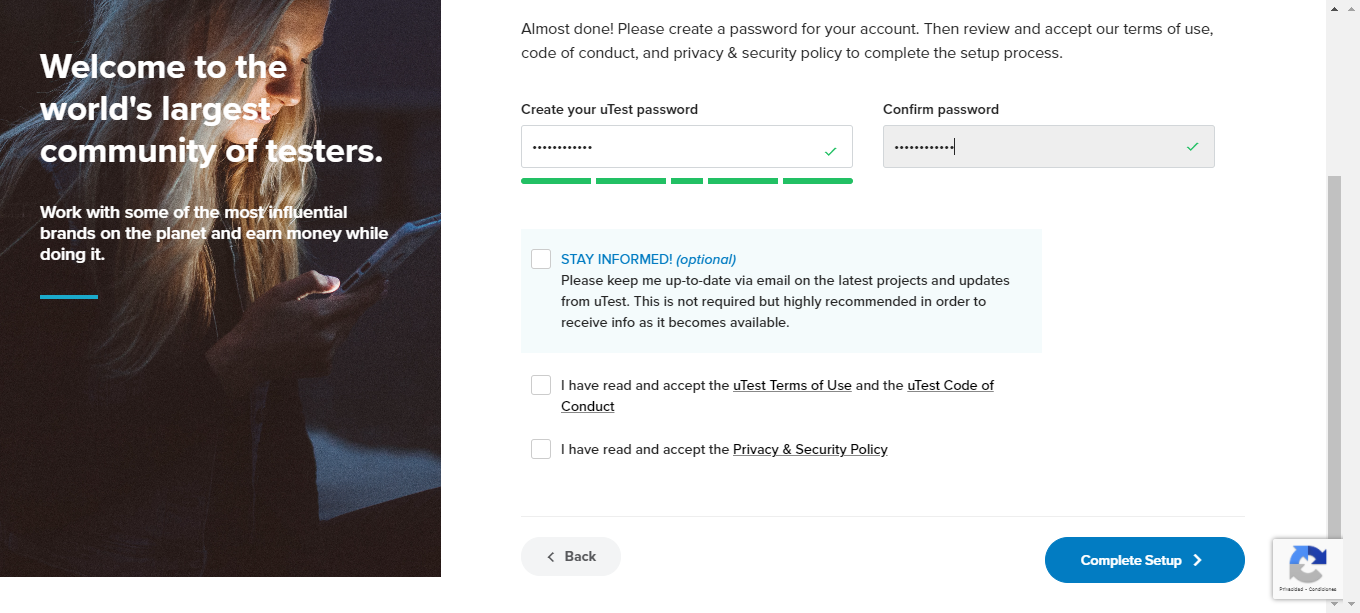 Welcome to the
world's largest
community of testers.
Work with some of the most influential
brands on the planet and earn money while
doing it.
Almost done! Please create a password for your account. Then review and accept our terms of use,
code of conduct, and privacy & security policy to complete the setup process.
Create your uTest password
Confirm password
••••••••••••
••••••••••••
STAY INFORMED! (optional)
Please keep me up-to-date via email on the latest projects and updates
from uTest. This is not required but highly recommended in order to
receive info as it becomes available.
I have read and accept the uTest Terms of Use and the uTest Code of
Conduct
I have read and accept the Privacy & Security Policy
Back
Complete Setup
Privacidad - Condiciones